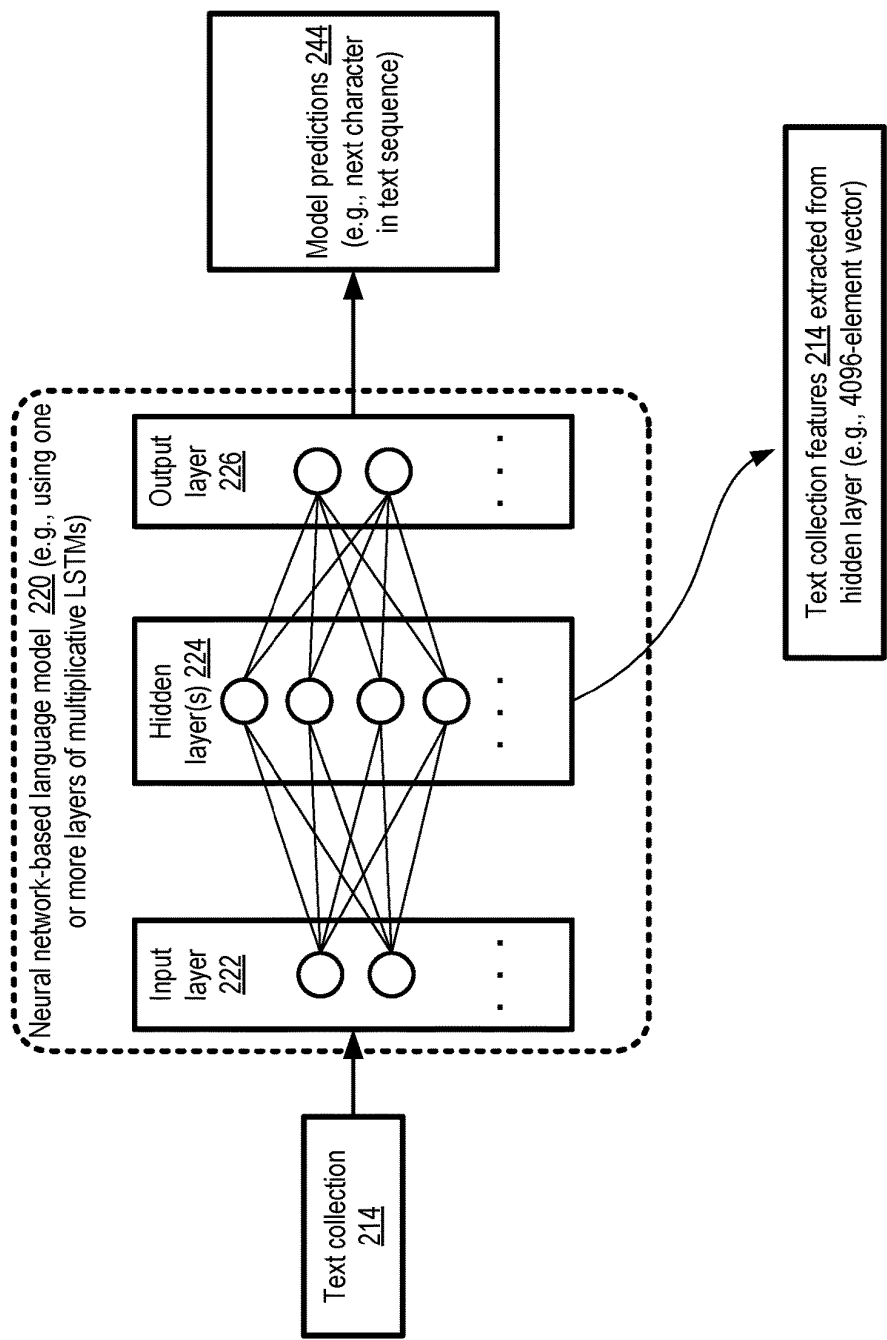 Neural network-based language model 220 (e.g., using one
or more layers of multiplicative LSTMs)
Text collection
214
Input
layer
222
. . .
Hidden
layer(s) 224
. . .
Output
layer
226
. . .
Model predictions 244
(e.g., next character
in text sequence)
Text collection features 214 extracted from
hidden layer (e.g., 4096-element vector)